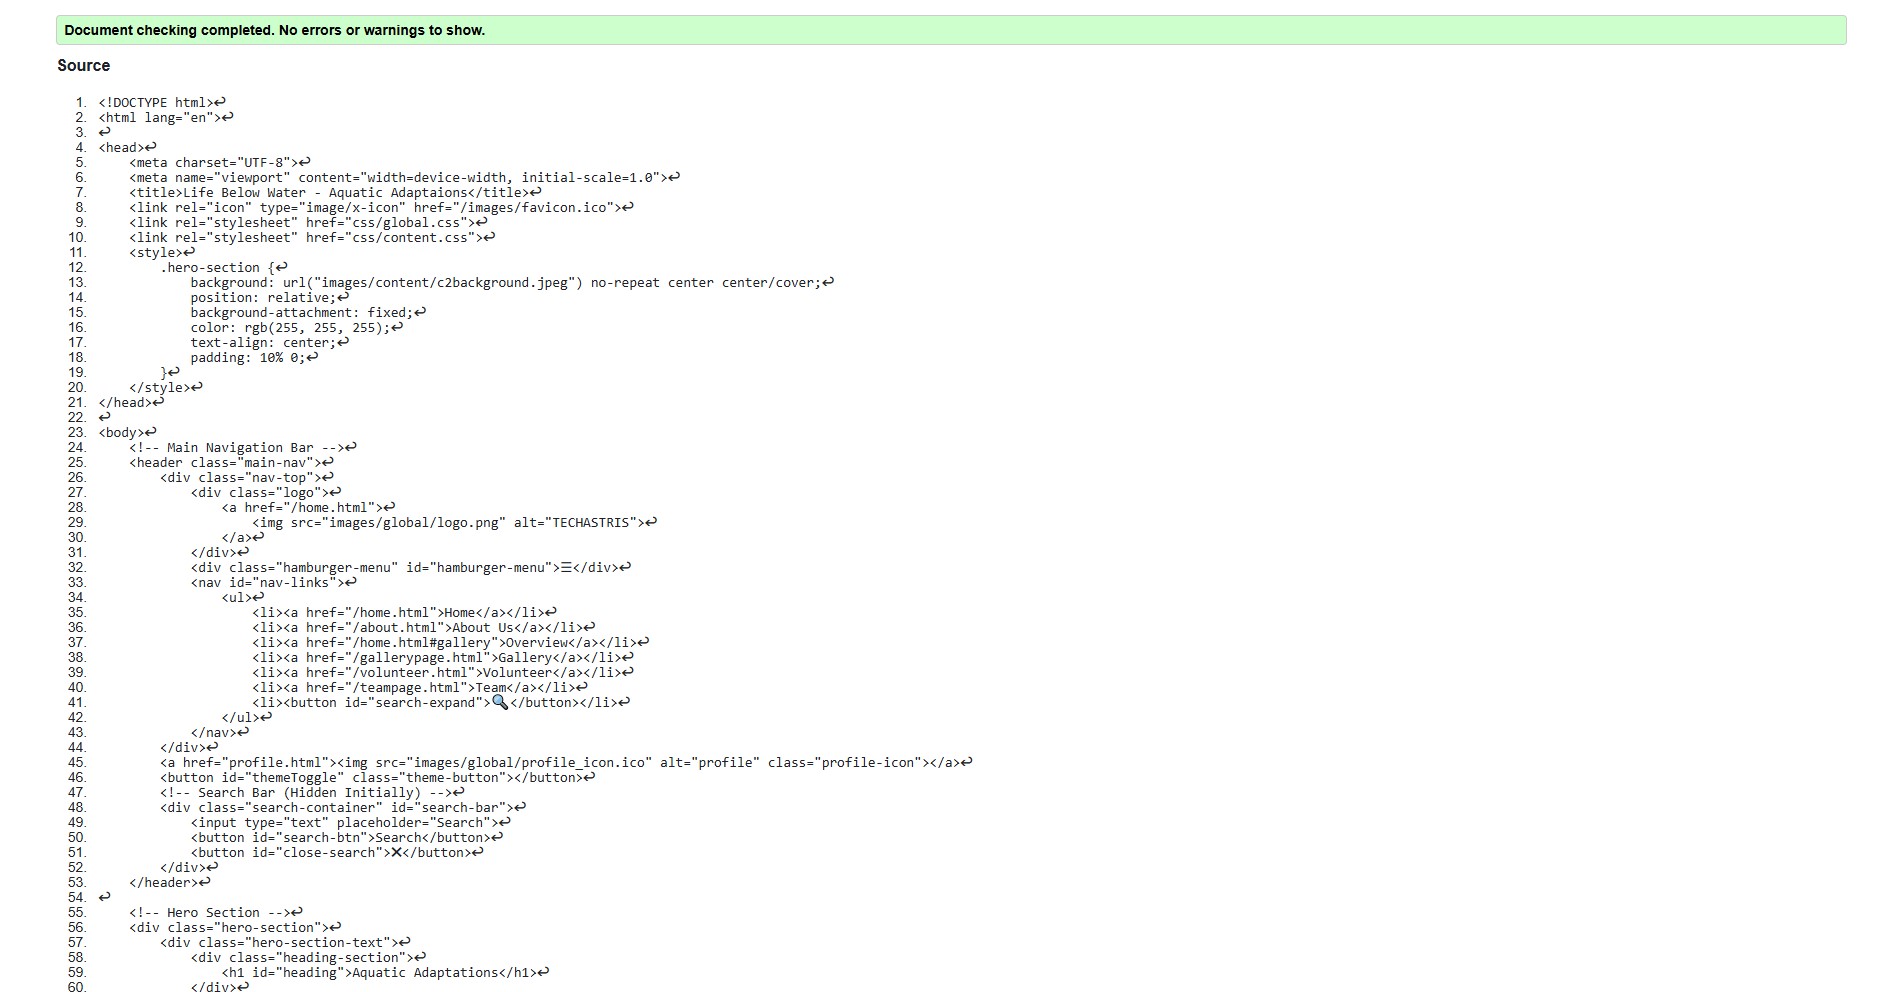 Document checking completed. No errors or warnings to show.
Source
1. <!DOCTYPE html>↩
2. <html lang="en">↩
3. ↩
4. <head>↩
5.     <meta charset="UTF-8">↩
6.     <meta name="viewport" content="width=device-width, initial-scale=1.0">↩
7.     <title>Life Below Water - Aquatic Adaptaions</title>↩
8.     <link rel="icon" type="image/x-icon" href="/images/favicon.ico">↩
9.     <link rel="stylesheet" href="css/global.css">↩
10.     <link rel="stylesheet" href="css/content.css">↩
11.     <style>↩
12.         .hero-section {↩
13.             background: url("images/content/c2background.jpeg") no-repeat center center/cover;↩
14.             position: relative;↩
15.             background-attachment: fixed;↩
16.             color: rgb(255, 255, 255);↩
17.             text-align: center;↩
18.             padding: 10% 0;↩
19.         }↩
20.     </style>↩
21. </head>↩
22. ↩
23. <body>↩
24.     <!-- Main Navigation Bar -->↩
25.     <header class="main-nav">↩
26.         <div class="nav-top">↩
27.             <div class="logo">↩
28.                 <a href="/home.html">↩
29.                     <img src="images/global/logo.png" alt="TECHASTRIS">↩
30.                 </a>↩
31.             </div>↩
32.             <div class="hamburger-menu" id="hamburger-menu">☰</div>↩
33.             <nav id="nav-links">↩
34.                 <ul>↩
35.                     <li><a href="/home.html">Home</a></li>↩
36.                     <li><a href="/about.html">About Us</a></li>↩
37.                     <li><a href="/home.html#gallery">Overview</a></li>↩
38.                     <li><a href="/gallerypage.html">Gallery</a></li>↩
39.                     <li><a href="/volunteer.html">Volunteer</a></li>↩
40.                     <li><a href="/teampage.html">Team</a></li>↩
41.                     <li><button id="search-expand">🔍</button></li>↩
42.                 </ul>↩
43.             </nav>↩
44.         </div>↩
45.         <a href="profile.html"><img src="images/global/profile_icon.ico" alt="profile" class="profile-icon"></a>↩
46.         <button id="themeToggle" class="theme-button"></button>↩
47.         <!-- Search Bar (Hidden Initially) -->↩
48.         <div class="search-container" id="search-bar">↩
49.             <input type="text" placeholder="Search">↩
50.             <button id="search-btn">Search</button>↩
51.             <button id="close-search">❌</button>↩
52.         </div>↩
53.     </header>↩
54. ↩
55.     <!-- Hero Section -->↩
56.     <div class="hero-section">↩
57.         <div class="hero-section-text">↩
58.             <div class="heading-section">↩
59.                 <h1 id="heading">Aquatic Adaptations</h1>↩
60.             </div>↩